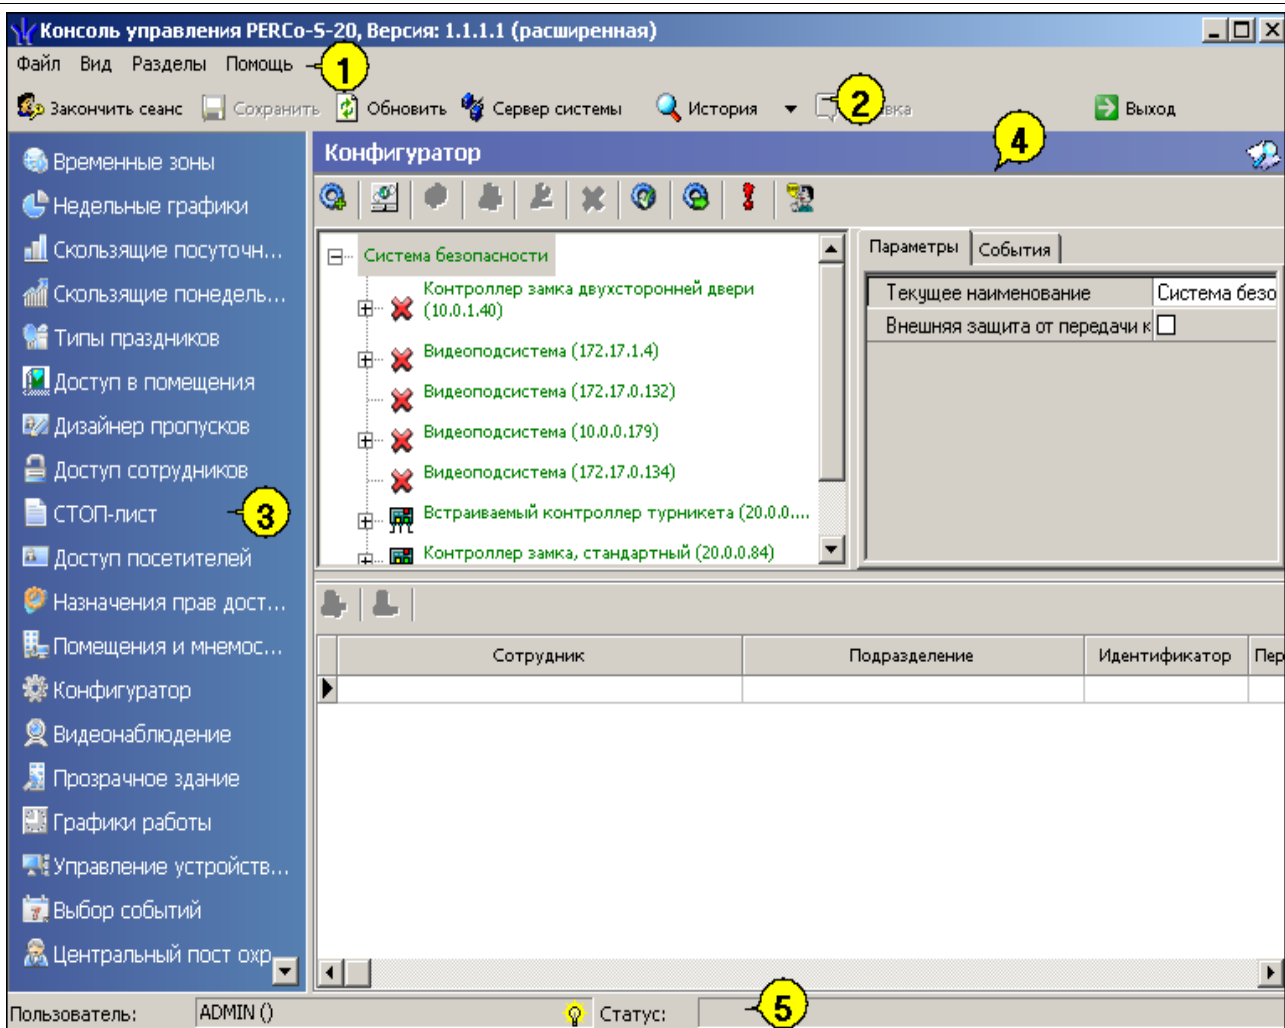 Консоль управления PERCo-S-20, Версия: 1.1.1.1 (расширенная)
Файл Вид Разделы Помощь 1
Закончить сеанс Сохранить Обновить Сервер системы История 2 Выход
4
Временные зоны
Недельные графики
Скользящие посуточн...
Скользящие понедель...
Типы праздников
Доступ в помещения
Дизайнер пропусков
Доступ сотрудников
СТОП-лист 3
Доступ посетителей
Назначения прав дост...
Помещения и мнемос...
Конфигуратор
Видеонаблюдение
Прозрачное здание
Графики работы
Управление устройств...
Выбор событий
Центральный пост охр
Конфигуратор
Система безопасности
Контроллер замка двухсторонней двери
(10.0.1.40)
Видеоподсистема (172.17.1.4)
Видеоподсистема (172.17.0.132)
Видеоподсистема (10.0.0.179)
Видеоподсистема (172.17.0.134)
Встраиваемый контроллер турникета (20.0.0....
Контроллер замка, стандартный (20.0.0.84)
Параметры События
Текущее наименование Система безо
Внешняя защита от передачи к
Сотрудник Подразделение Идентификатор Пер
Пользователь: ADMIN () Статус: 5